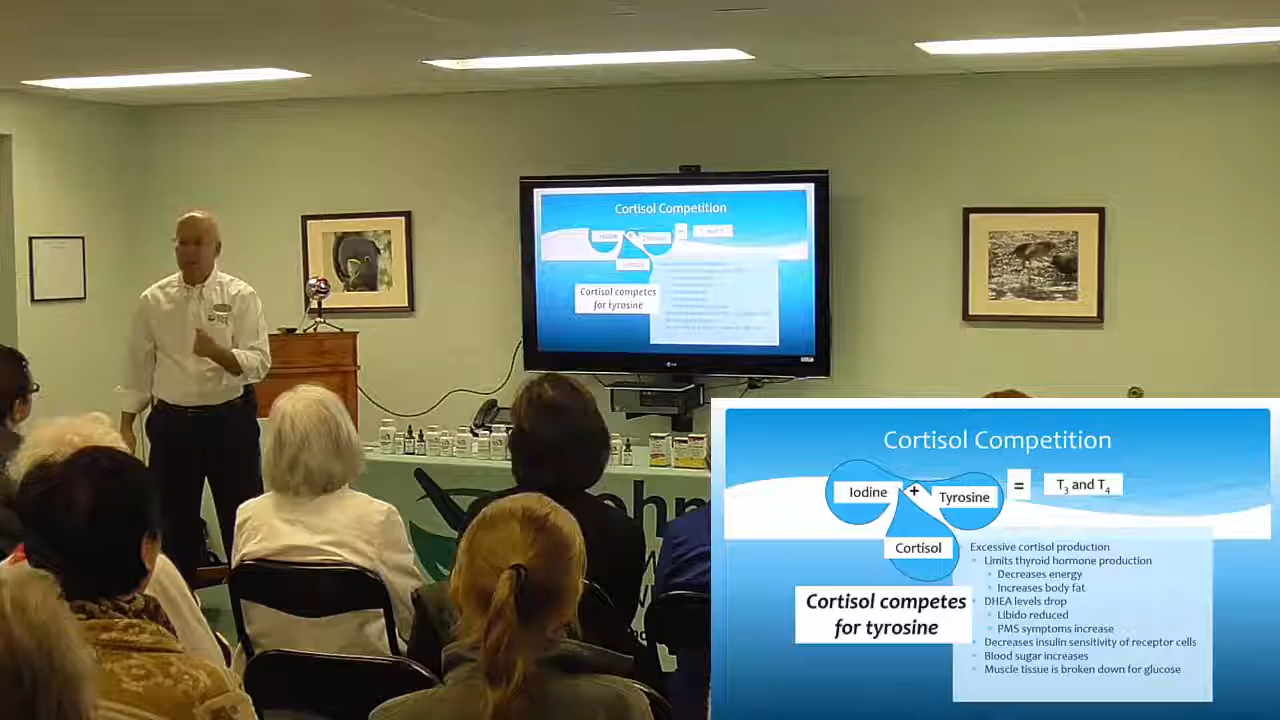 Cortisol Competition
Cortisol competes
for tyrosine
Cortisol Competition
Iodine + Tyrosine = T3 and T4
Cortisol
Cortisol competes
for tyrosine
Excessive cortisol production
Limits thyroid hormone production
Decreases energy
Increases body fat
DHEA levels drop
Libido reduced
PMS symptoms increase
Decreases insulin sensitivity of receptor cells
Blood sugar increases
Muscle tissue is broken down for glucose